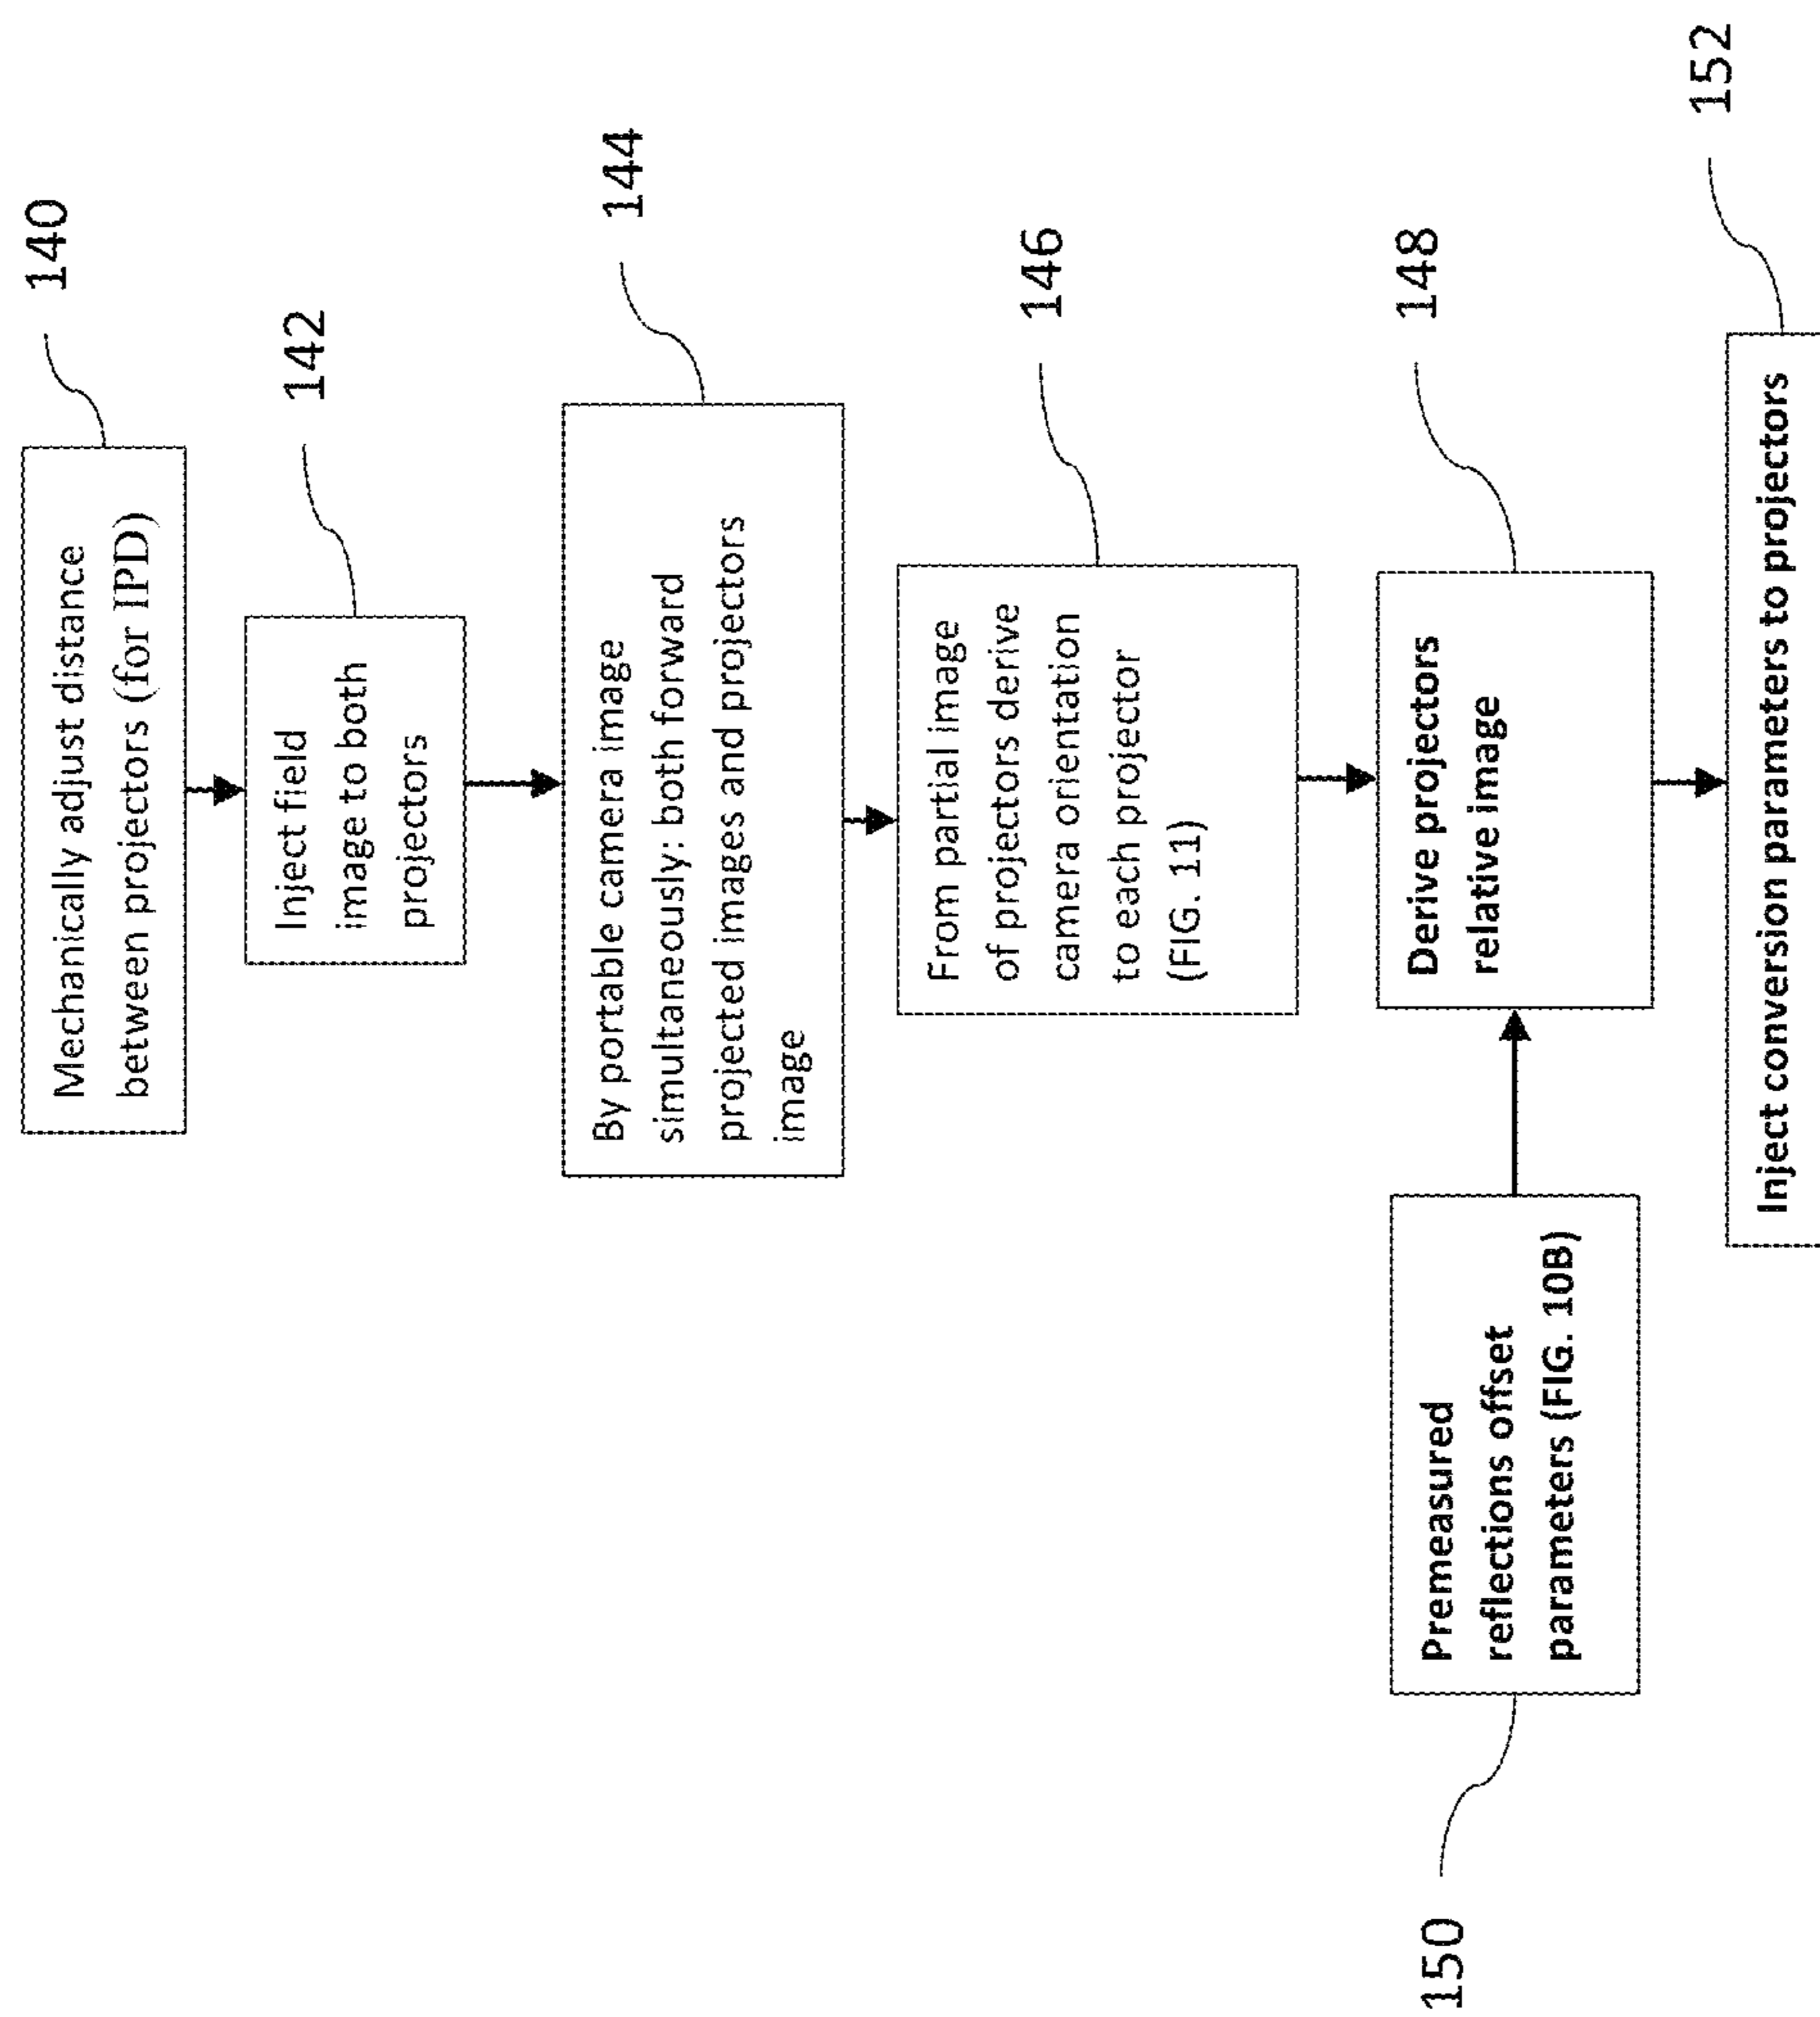 140
Mechanically adjust distance
between projectors (for IPD)
142
Inject field
image to both
projectors
144
By portable camera image
simultaneously: both forward
projected images and projectors
image
146
From partial image
of projectors derive
camera orientation
to each projector
(FIG. 11)
148
Derive projectors
relative image
150
Premeasured
reflections offset
parameters (FIG. 10B)
152
Inject conversion parameters to projectors